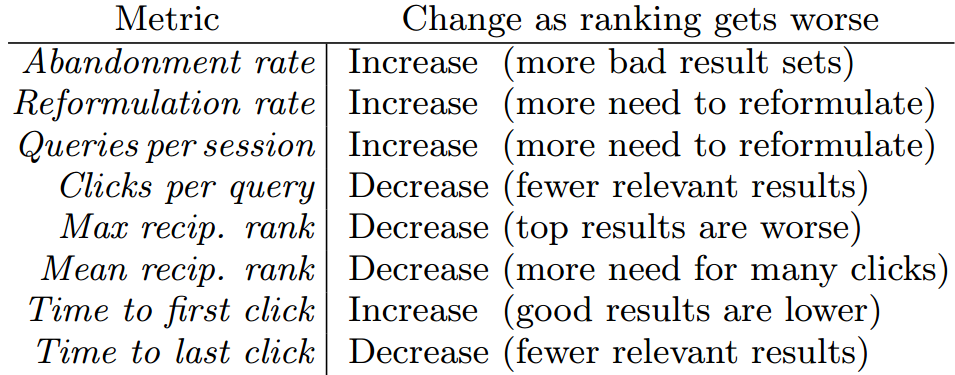 Metric Change as ranking gets worse
Abandonment rate Increase (more bad result sets)
Reformulation rate Increase (more need to reformulate)
Queries per session Increase (more need to reformulate)
Clicks per query Decrease (fewer relevant results)
Max recip. rank Decrease (top results are worse)
Mean recip. rank Decrease (more need for many clicks)
Time to first click Increase (good results are lower)
Time to last click Decrease (fewer relevant results)